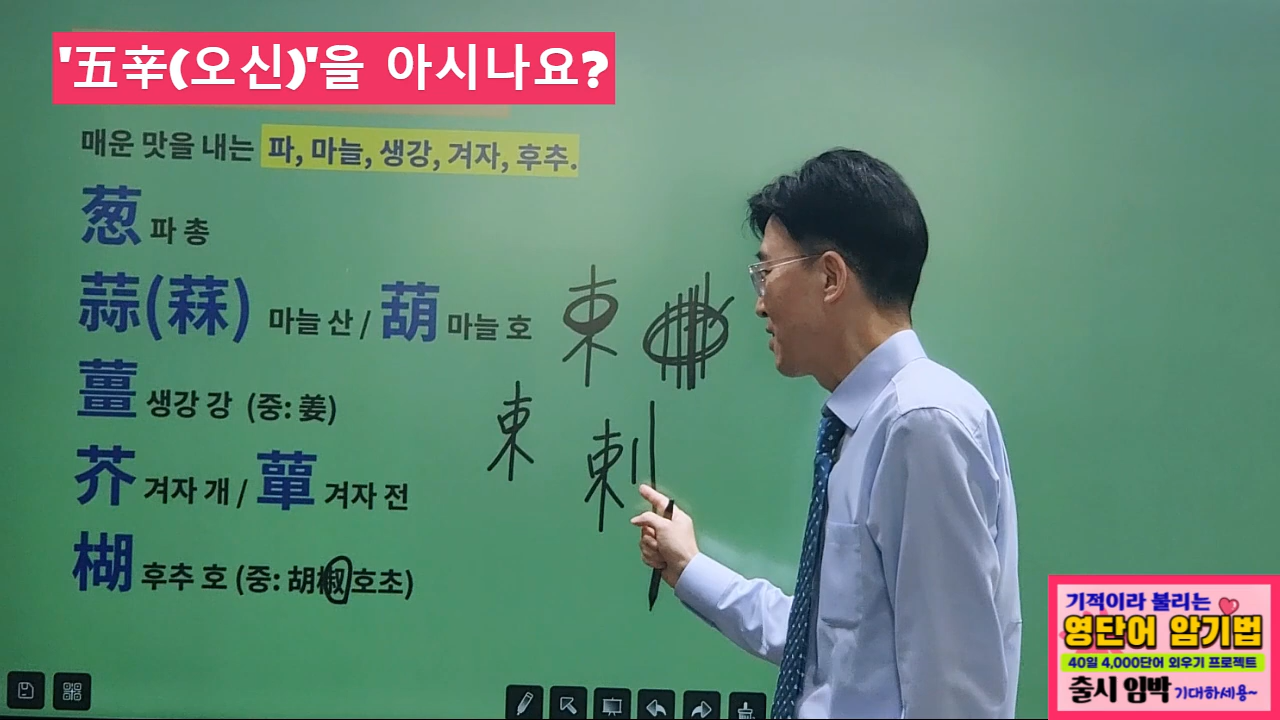 '五辛(오신)'을 아시나요?
매운 맛을 내는 파, 마늘, 생강, 겨자, 후추.
葱 파 총
蒜(蒜) 마늘 산 / 葫 마늘 호
薑 생강 강 (중: 姜)
芥 겨자 개 / 蕇 겨자 전
楜 후추 호 (중: 胡椒 호초)
束
束
刺
기적이라 불리는
영단어 암기법
40일 4,000단어 외우기 프로젝트
출시 임박 기대하세용~